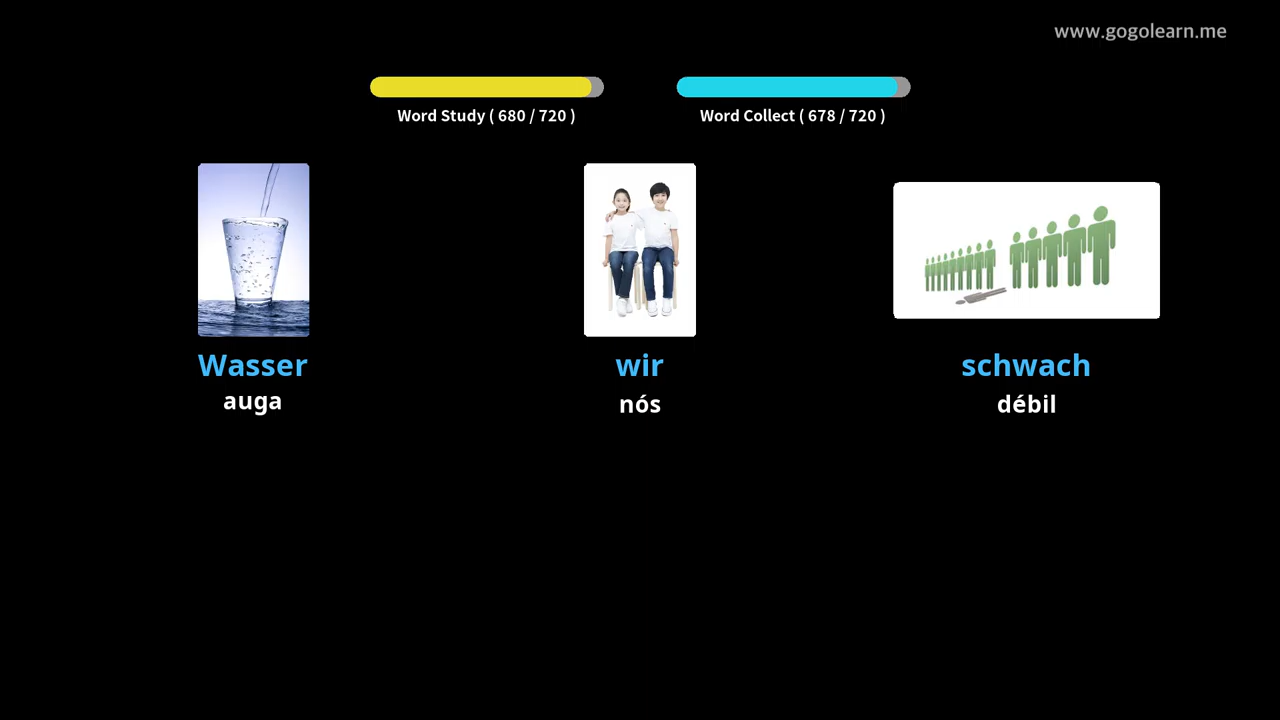 www.gogolearn.me
Word Study ( 680 / 720 )
Word Collect ( 678 / 720 )
Wasser
auga
wir
nós
schwach
débil